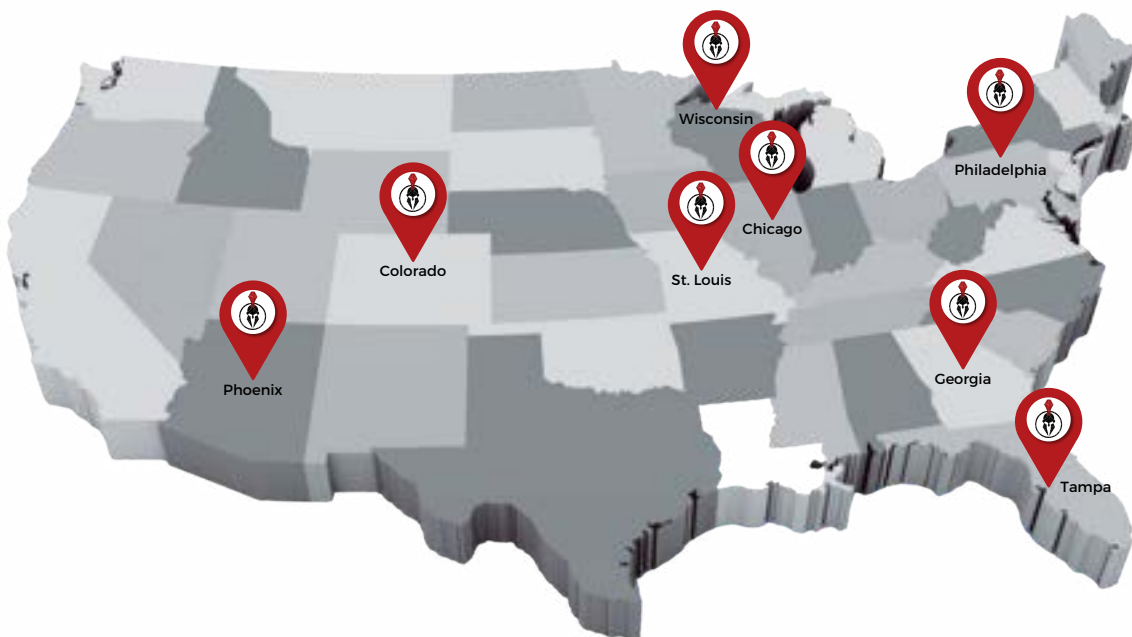 Wisconsin
Philadelphia
Chicago
Colorado
St. Louis
Georgia
Phoenix
Tampa